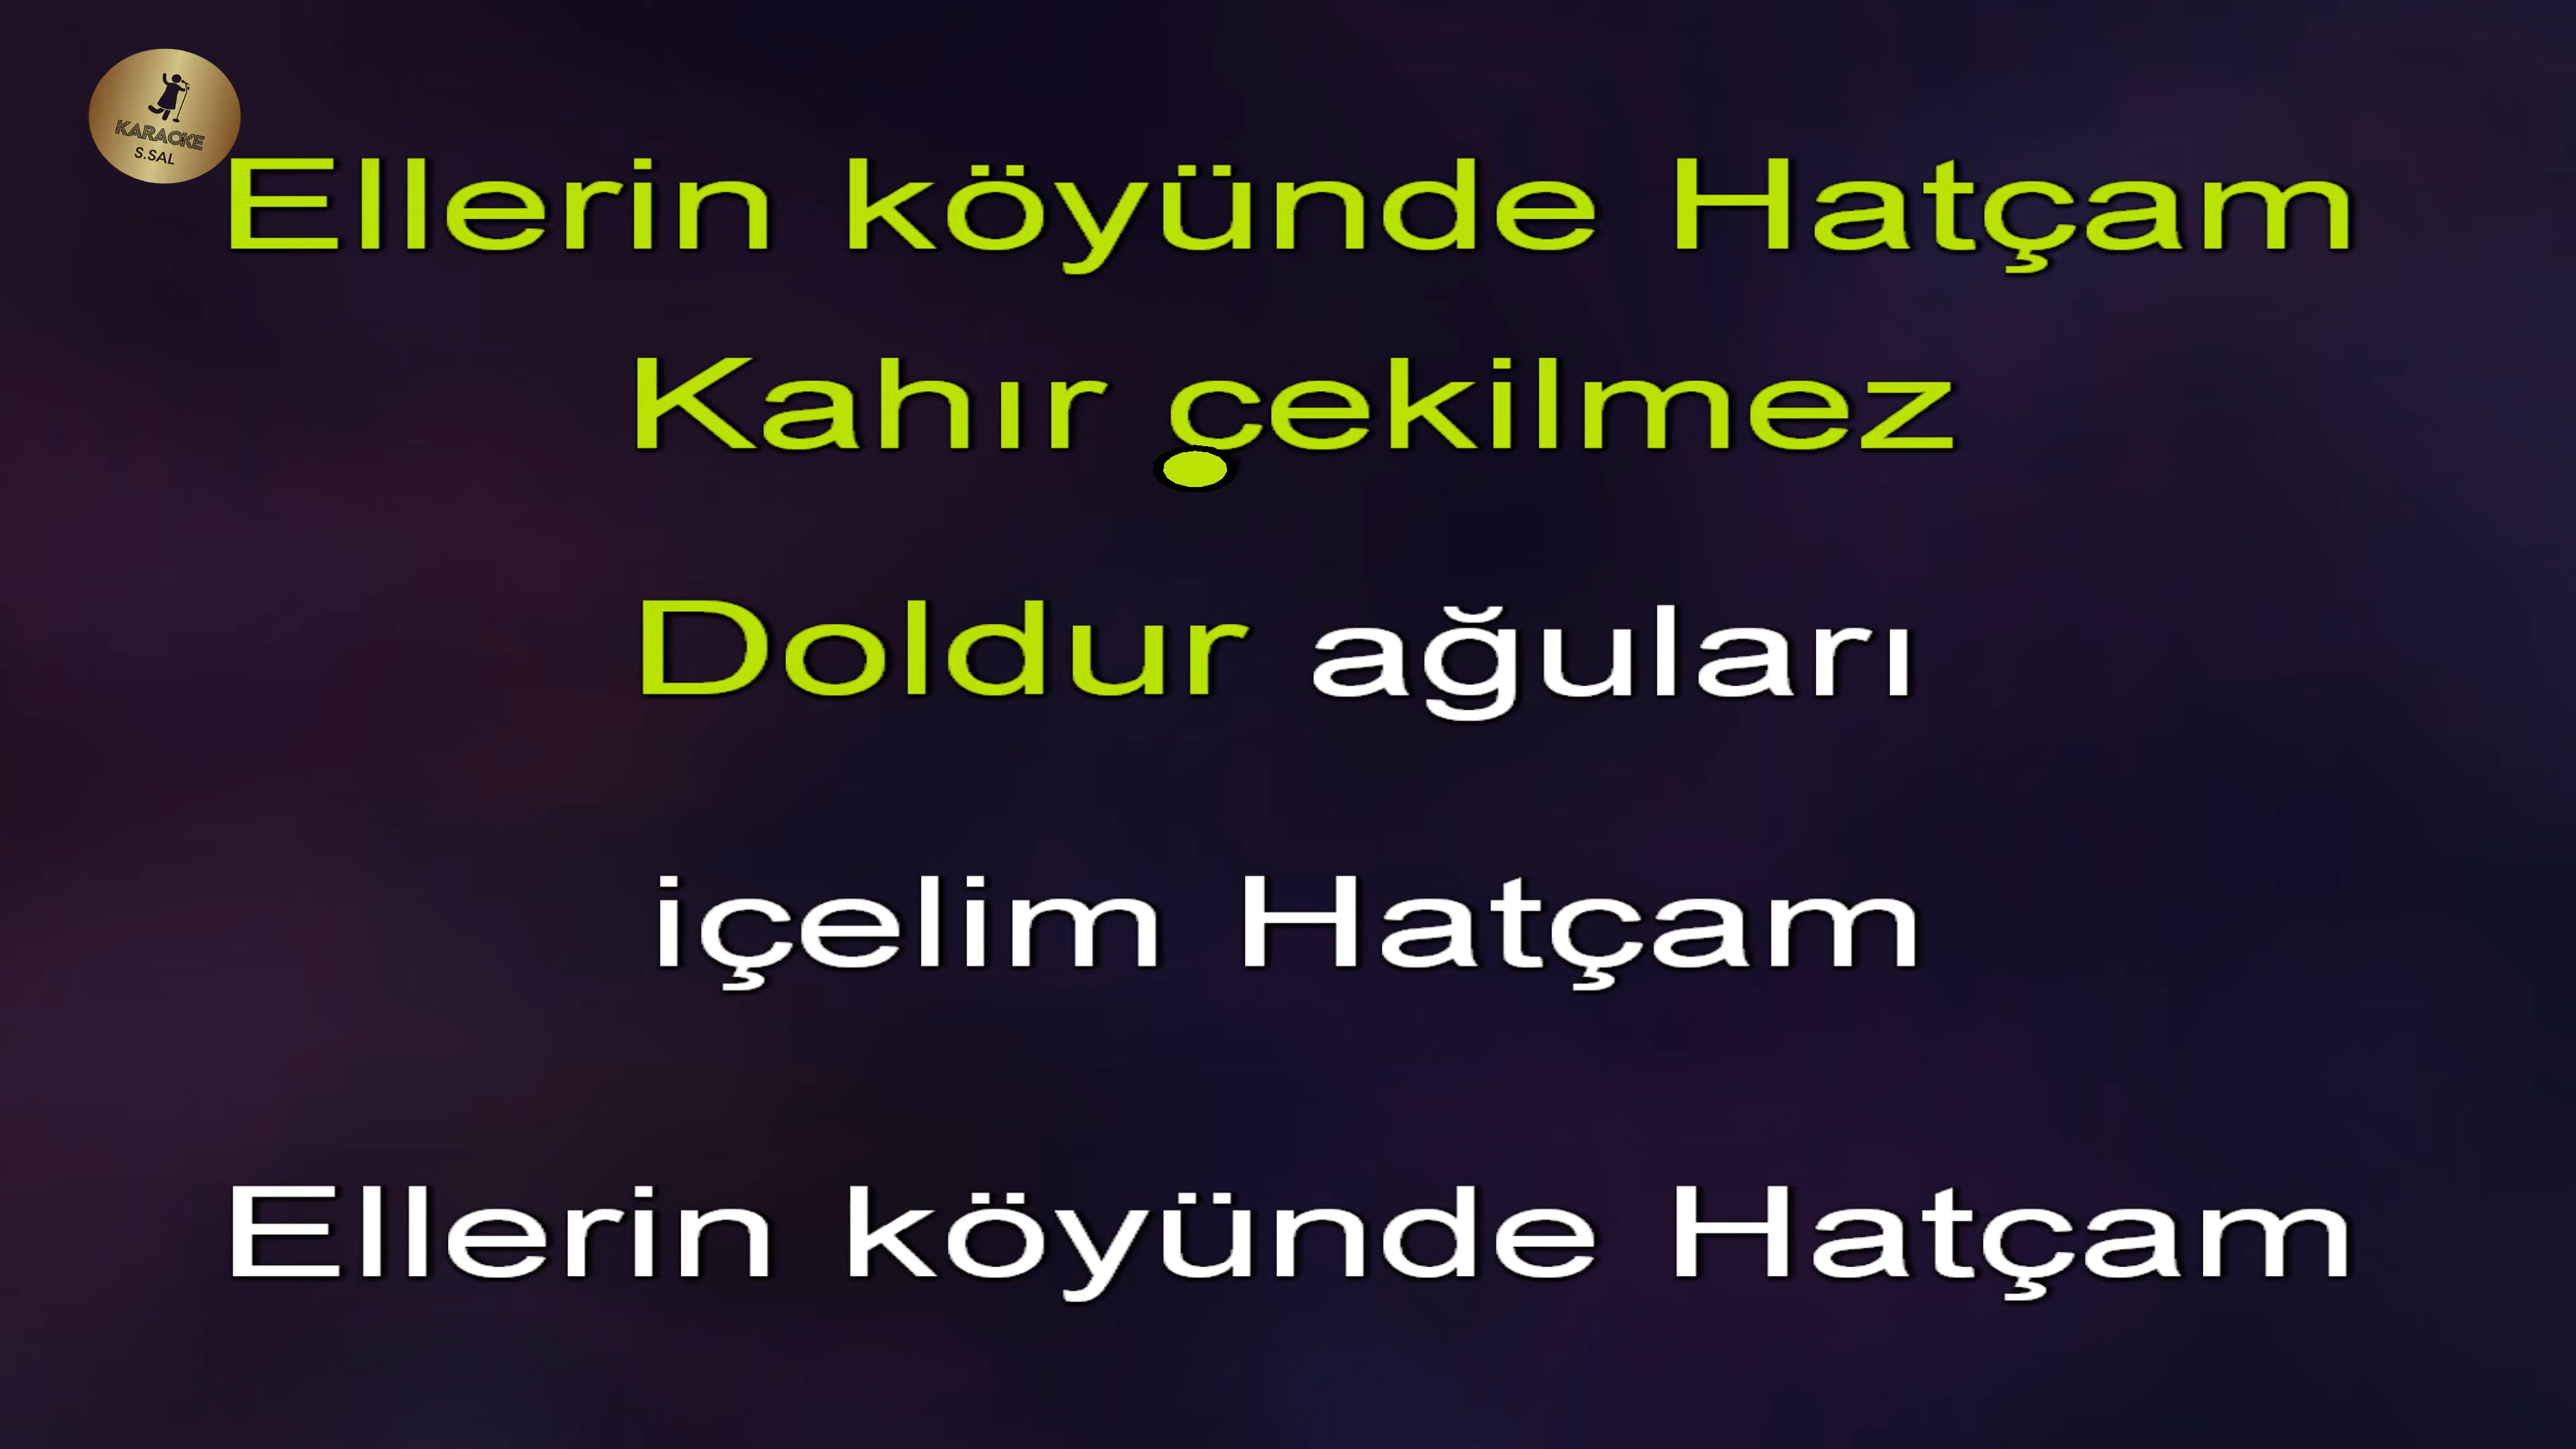 KARAOKE
S.SAL
Ellerin köyünde Hatçam
Kahır çekilmez
Doldur ağuları
içelim Hatçam
Ellerin köyünde Hatçam